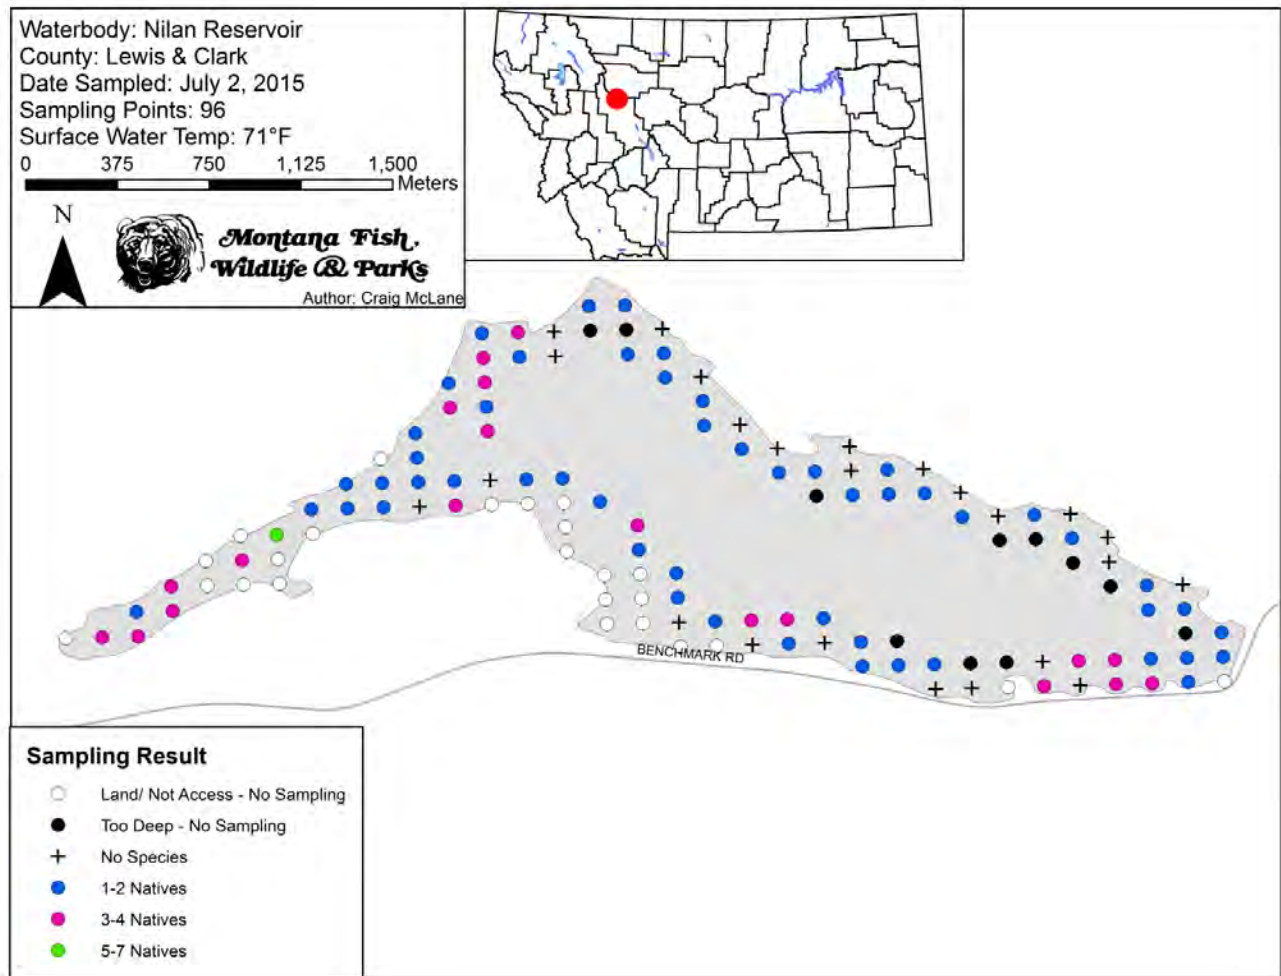 Waterbody: Nilan Reservoir
County: Lewis & Clark
Date Sampled: July 2, 2015
Sampling Points: 96
Surface Water Temp: 71°F
0 375 750 1,125 1,500
Meters
N
Montana Fish,
Wildlife & Parks
Author: Craig McLane
BENCHMARK RD
Sampling Result
Land/ Not Access - No Sampling
Too Deep - No Sampling
No Species
1-2 Natives
3-4 Natives
5-7 Natives